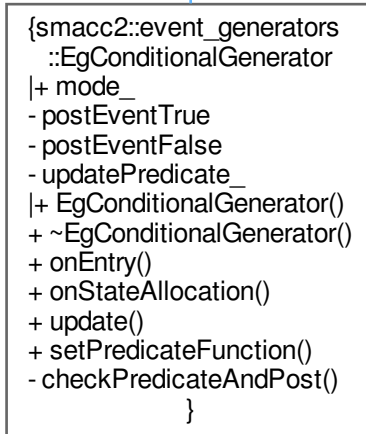 {smacc2::event_generators
::EgConditionalGenerator
|+ mode_
- postEventTrue
- postEventFalse
- updatePredicate_
|+ EgConditionalGenerator()
+ ~EgConditionalGenerator()
+ onEntry()
+ onStateAllocation()
+ update()
+ setPredicateFunction()
- checkPredicateAndPost()
}